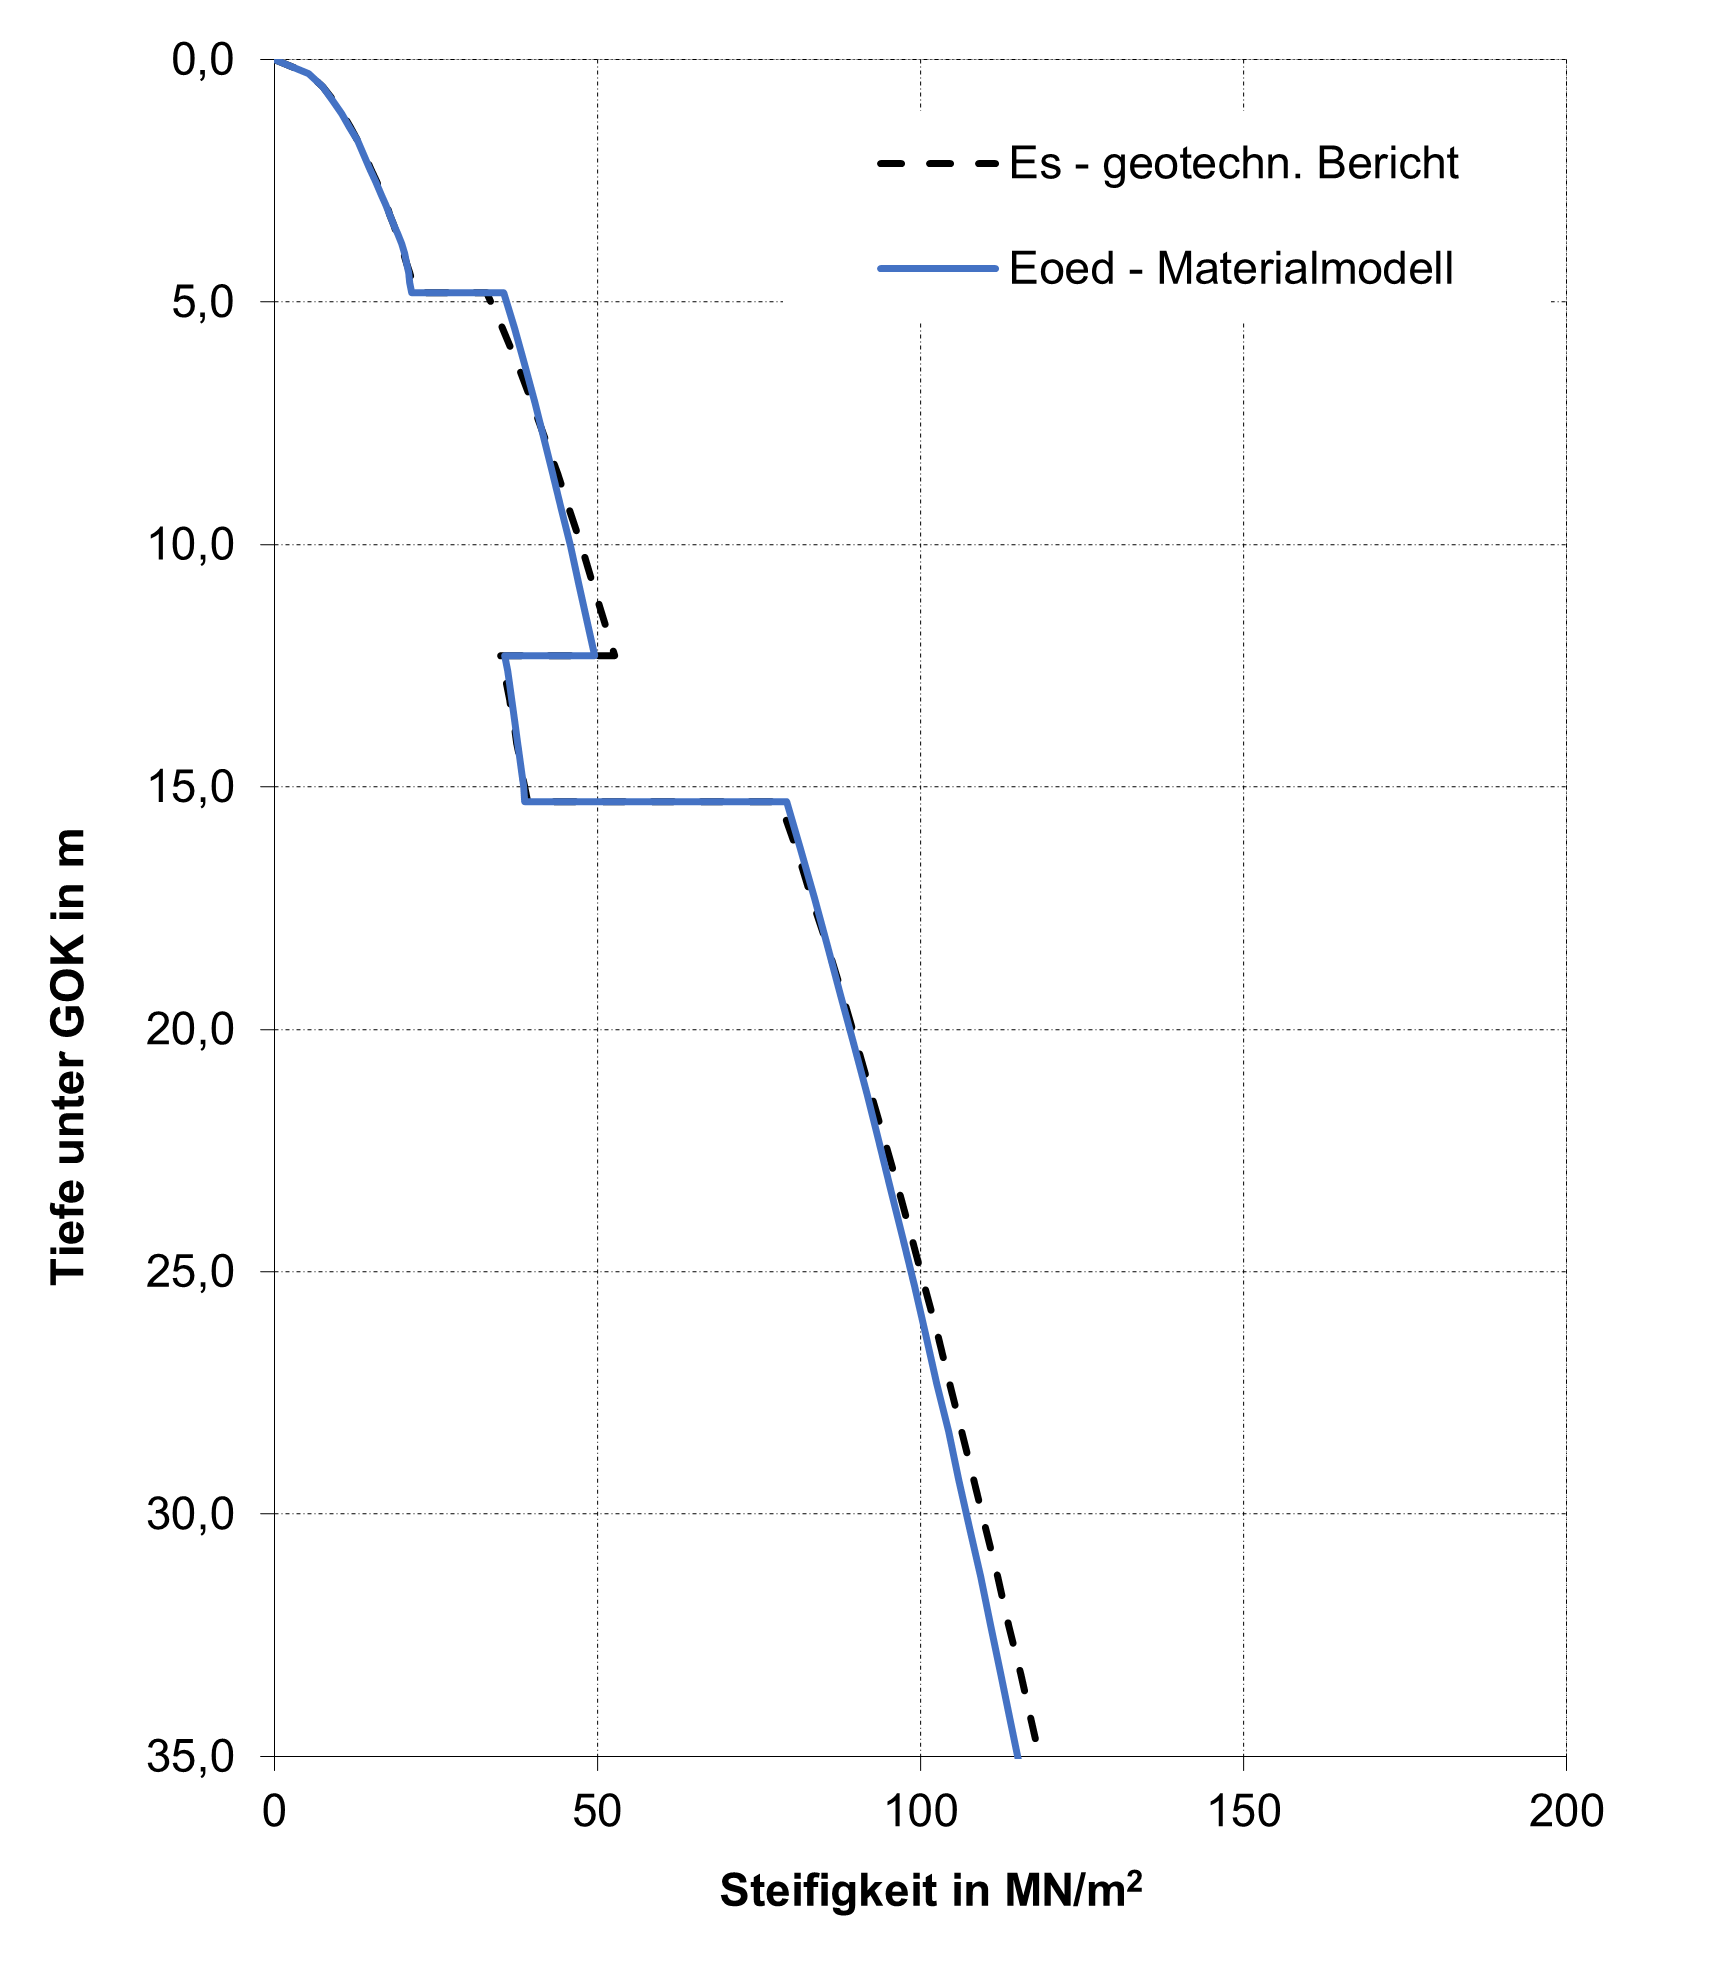 0,0
5,0
10,0
15,0
20,0
25,0
30,0
35,0
Tiefe unter GOK in m
Es - geotechn. Bericht
Eoed - Materialmodell
0 50 100 150 200
Steifigkeit in MN/m²